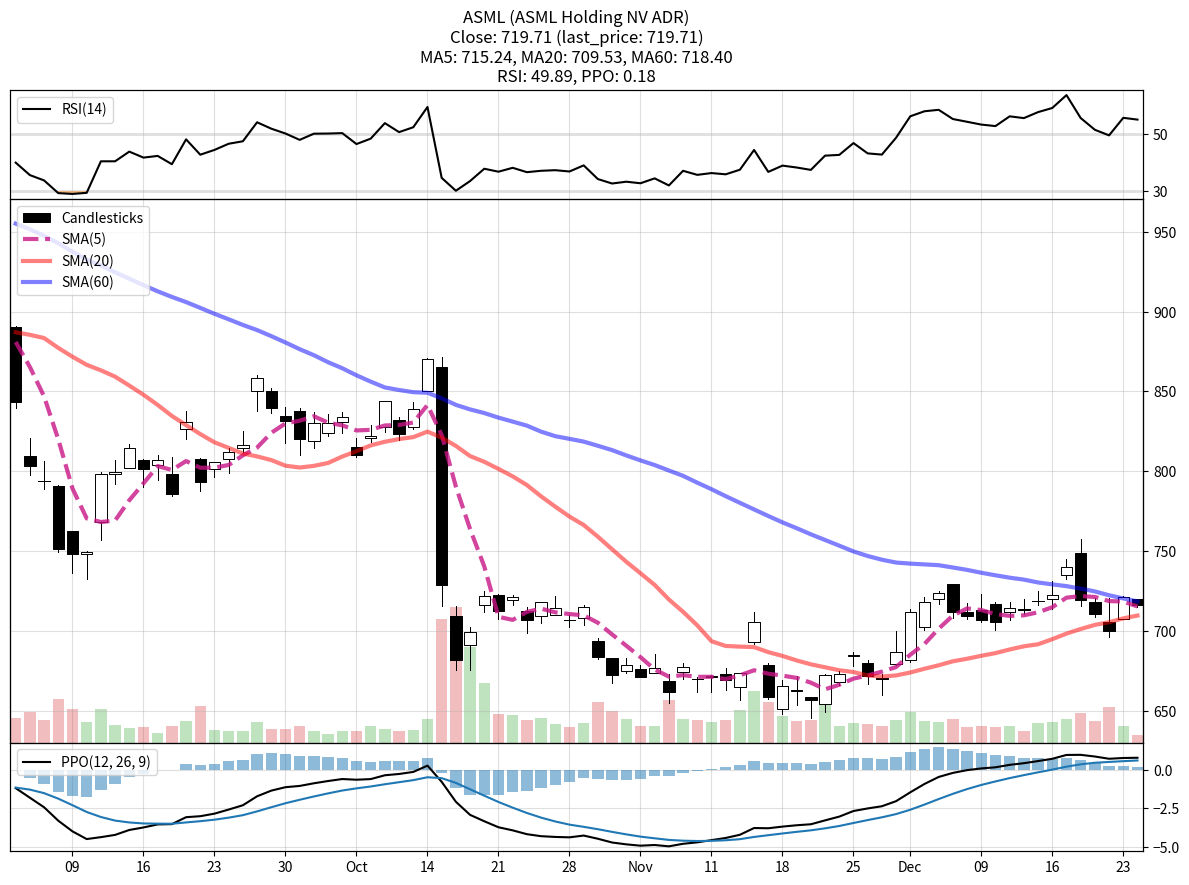 ASML (ASML Holding NV ADR)
Close: 719.71 (last_price: 719.71)
MA5: 715.24, MA20: 709.53, MA60: 718.40
RSI: 49.89, PPO: 0.18
RSI(14)
50
30
Candlesticks
SMA(5)
SMA(20)
SMA(60)
950
900
850
800
750
700
650
PPO(12, 26, 9)
0.0
−2.5
−5.0
09 16 23 30 Oct 14 21 28 Nov 11 18 25 Dec 09 16 23